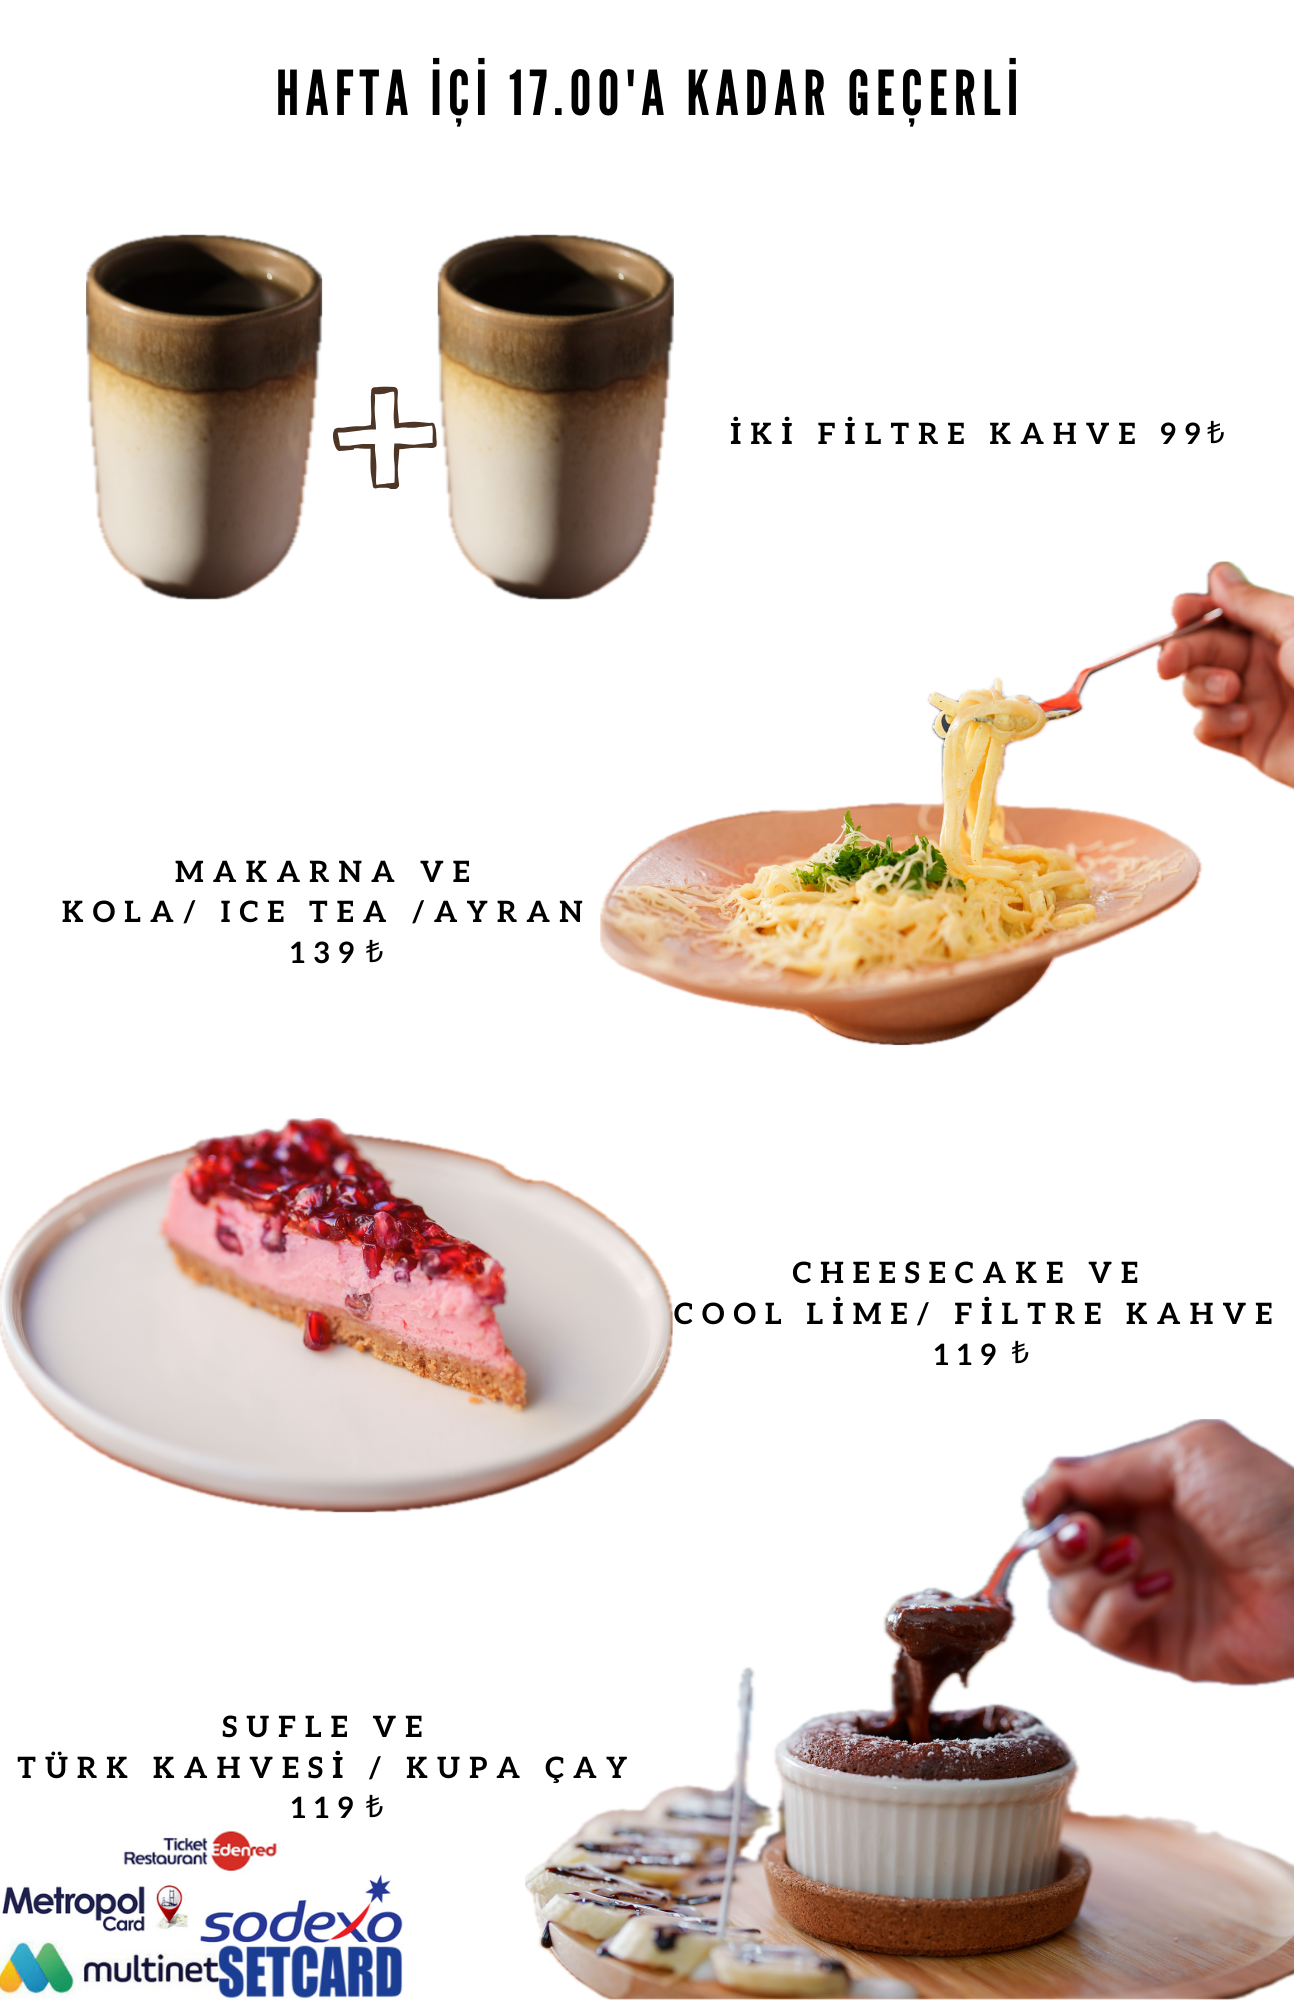 HAFTA İÇİ 17.00'A KADAR GEÇERLİ
İKİ FİLTRE KAHVE 99₺
MAKARNA VE
KOLA/ ICE TEA /AYRAN
139₺
CHEESECAKE VE
COOL LİME/ FİLTRE KAHVE
119₺
SUFLE VE
TÜRK KAHVESİ / KUPA ÇAY
119₺
Ticket
Restaurant Edenred
Metropol
Card
sodexo
multinet
SETCARD